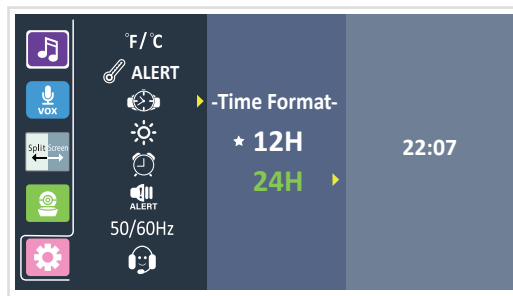 °F/°C
ALERT
VOX
Split Screen
ALERT
50/60Hz
-Time Format-
12H
24H
22:07